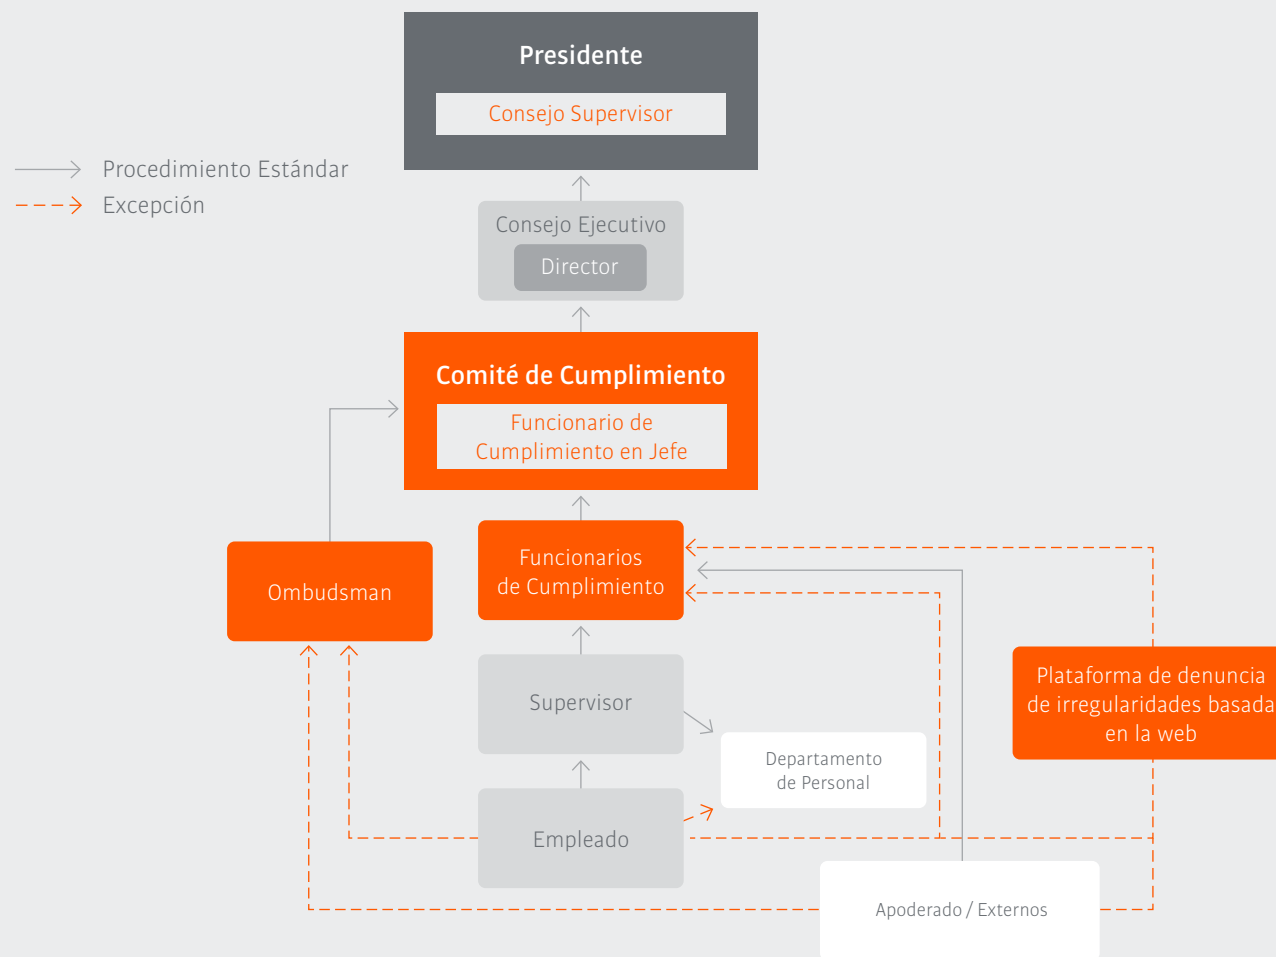 Presidente
Consejo Supervisor
Procedimiento Estándar
Excepción
Consejo Ejecutivo
Director
Comité de Cumplimiento
Funcionario de
Cumplimiento en Jefe
Funcionarios
de Cumplimiento
Ombudsman
Plataforma de denuncia
de irregularidades basada
en la web
Supervisor
Departamento
de Personal
Empleado
Apoderado / Externos